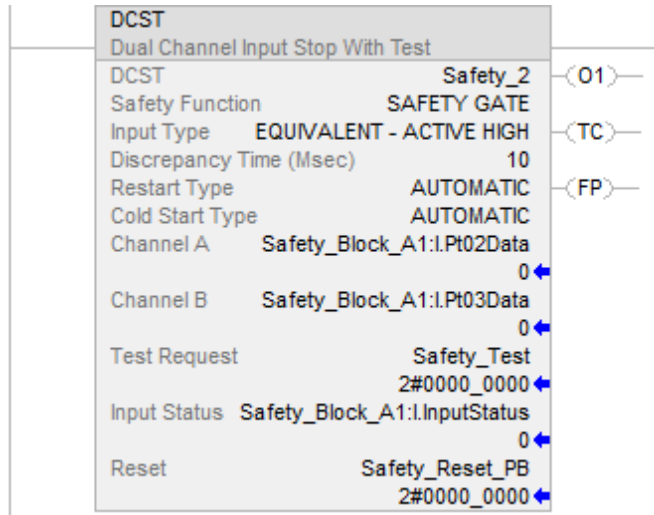 DCST
Dual Channel Input Stop With Test
DCST Safety_2 (O1)
Safety Function SAFETY GATE
Input Type EQUIVALENT - ACTIVE HIGH (TC)
Discrepancy Time (Msec) 10
Restart Type AUTOMATIC (FP)
Cold Start Type AUTOMATIC
Channel A Safety_Block_A1:I.Pt02Data
0
Channel B Safety_Block_A1:I.Pt03Data
0
Test Request Safety_Test
2#0000_0000
Input Status Safety_Block_A1:I.InputStatus
0
Reset Safety_Reset_PB
2#0000_0000